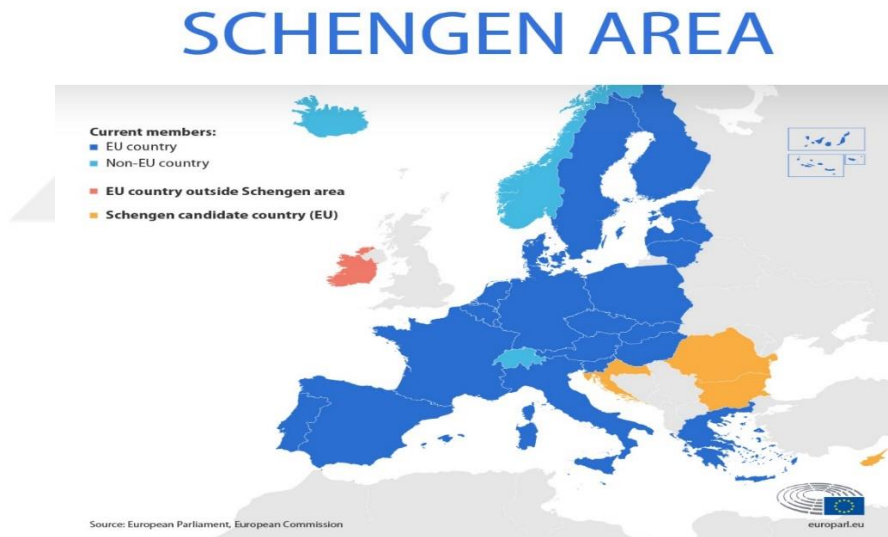 SCHENGEN AREA
Current members:
EU country
Non-EU country
EU country outside Schengen area
Schengen candidate country (EU)
Source: European Parliament, European Commission
europarl.eu